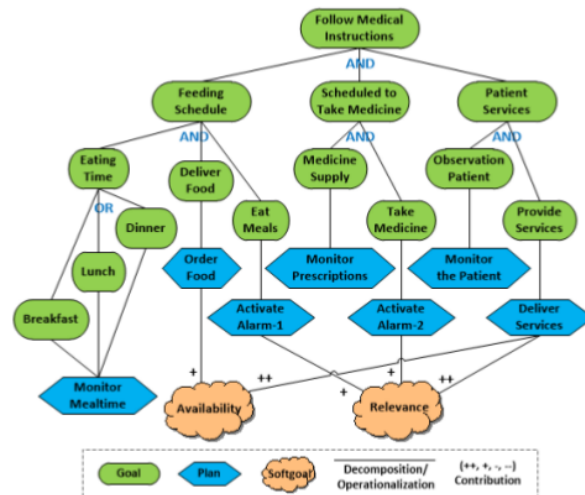 Follow Medical
Instructions
AND
Feeding
Schedule
Scheduled to
Take Medicine
Patient
Services
AND
AND
AND
Eating
Time
Deliver
Food
Medicine
Supply
Observation
Patient
OR
Dinner
Eat
Meals
Take
Medicine
Provide
Services
Lunch
Order
Food
Monitor
Prescriptions
Monitor
the Patient
Breakfast
Activate
Alarm-1
Activate
Alarm-2
Deliver
Services
Monitor
Mealtime
+
++
+
+
++
Availability
Relevance
Goal
Plan
Softgoal
Decomposition/
Operationalization
(++, +, -, --)
Contribution